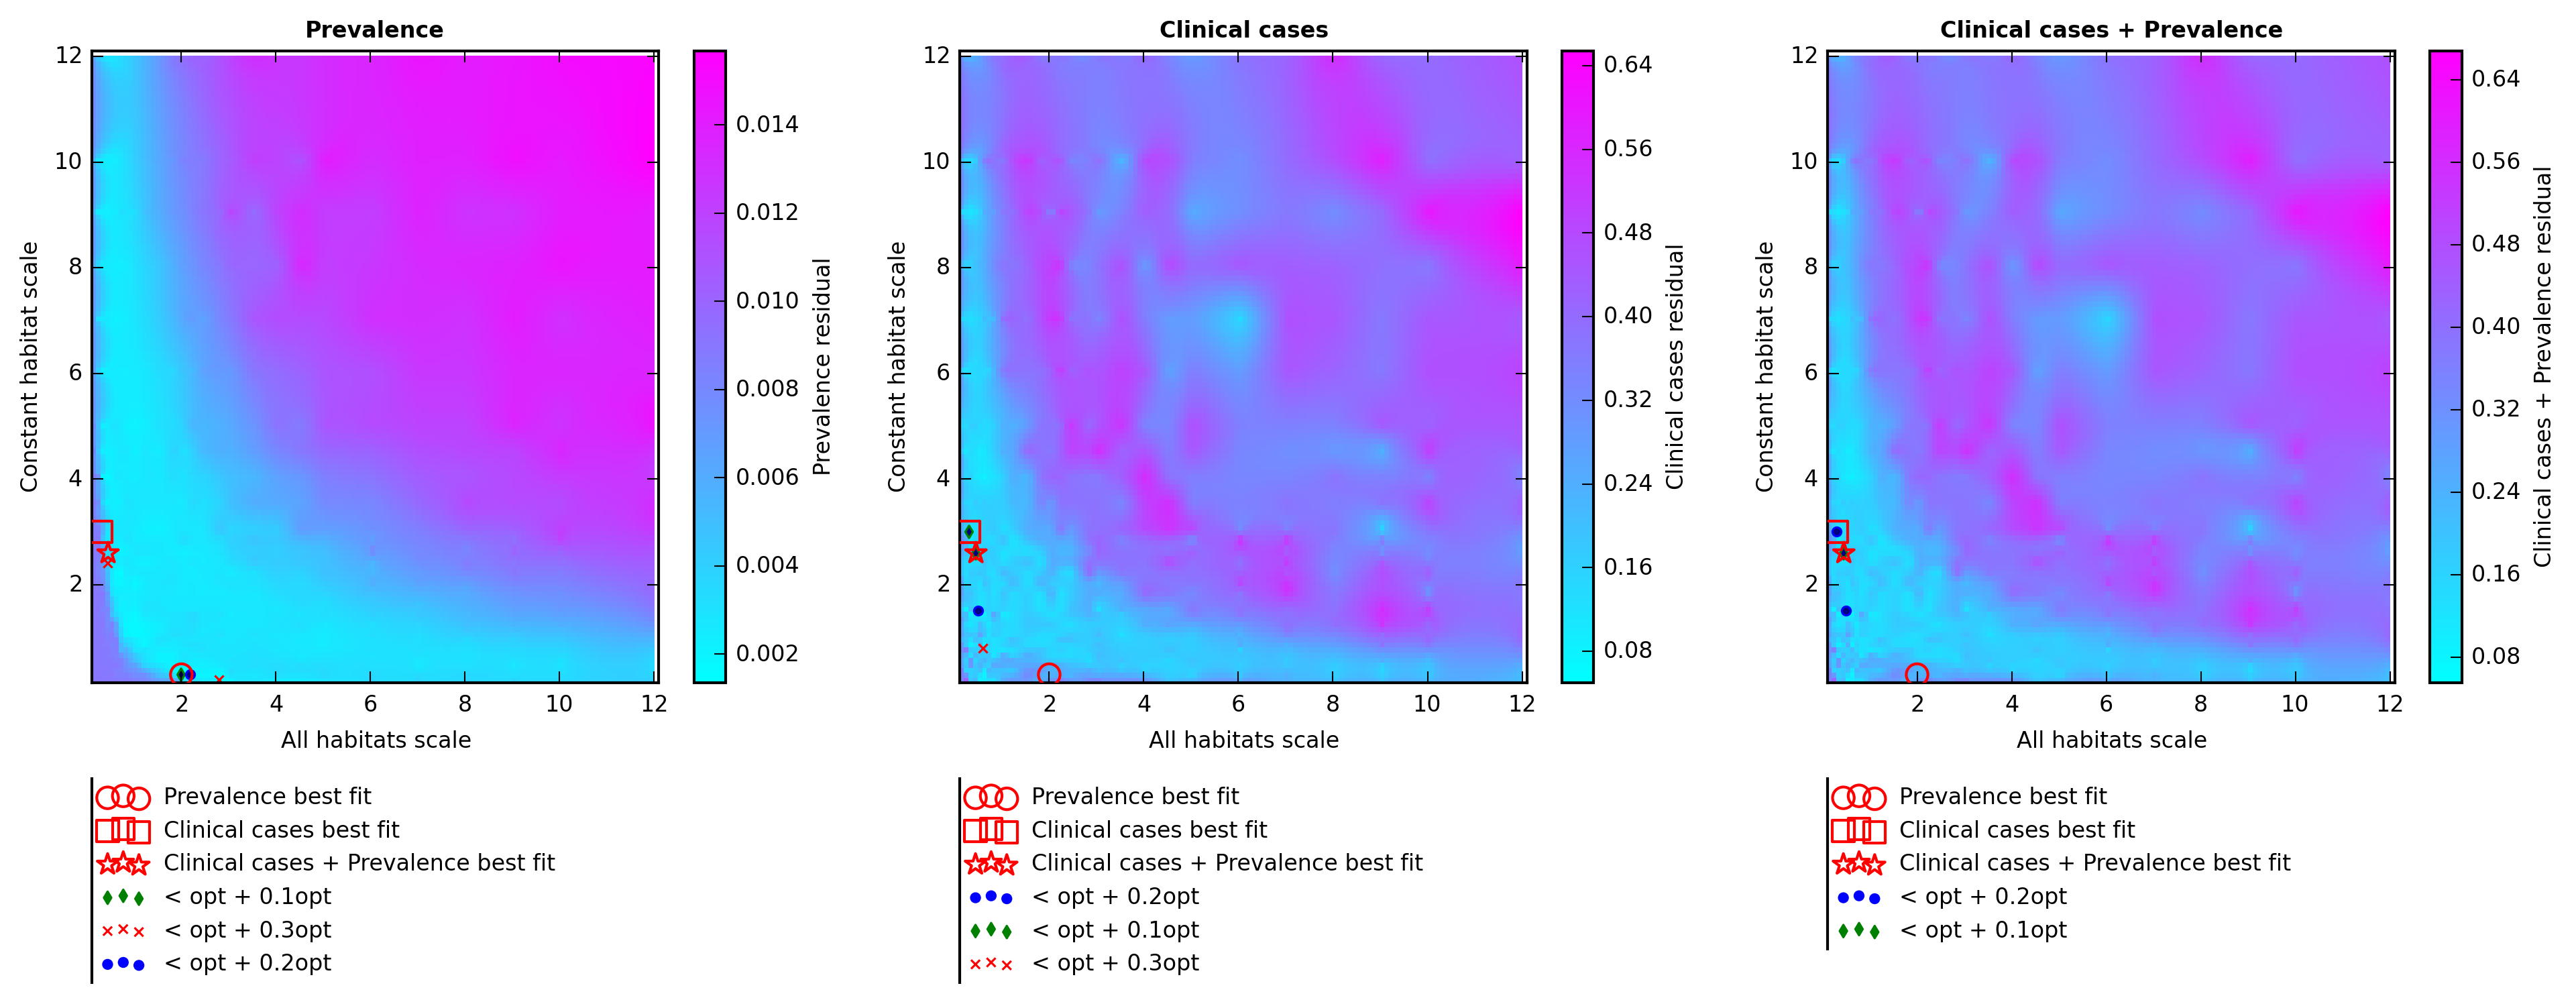 Prevalence
12
10
8
6
4
2
2
4
6
8
10
12
Constant habitat scale
All habitats scale
0.014
0.012
0.010
0.008
0.006
0.004
0.002
Prevalence residual
Prevalence best fit
Clinical cases best fit
Clinical cases + Prevalence best fit
< opt + 0.1opt
< opt + 0.3opt
< opt + 0.2opt
Clinical cases
12
10
8
6
4
2
2
4
6
8
10
12
Constant habitat scale
All habitats scale
0.64
0.56
0.48
0.40
0.32
0.24
0.16
0.08
Clinical cases residual
Prevalence best fit
Clinical cases best fit
Clinical cases + Prevalence best fit
< opt + 0.2opt
< opt + 0.1opt
< opt + 0.3opt
Clinical cases + Prevalence
12
10
8
6
4
2
2
4
6
8
10
12
Constant habitat scale
All habitats scale
0.64
0.56
0.48
0.40
0.32
0.24
0.16
0.08
Clinical cases + Prevalence residual
Prevalence best fit
Clinical cases best fit
Clinical cases + Prevalence best fit
< opt + 0.2opt
< opt + 0.1opt